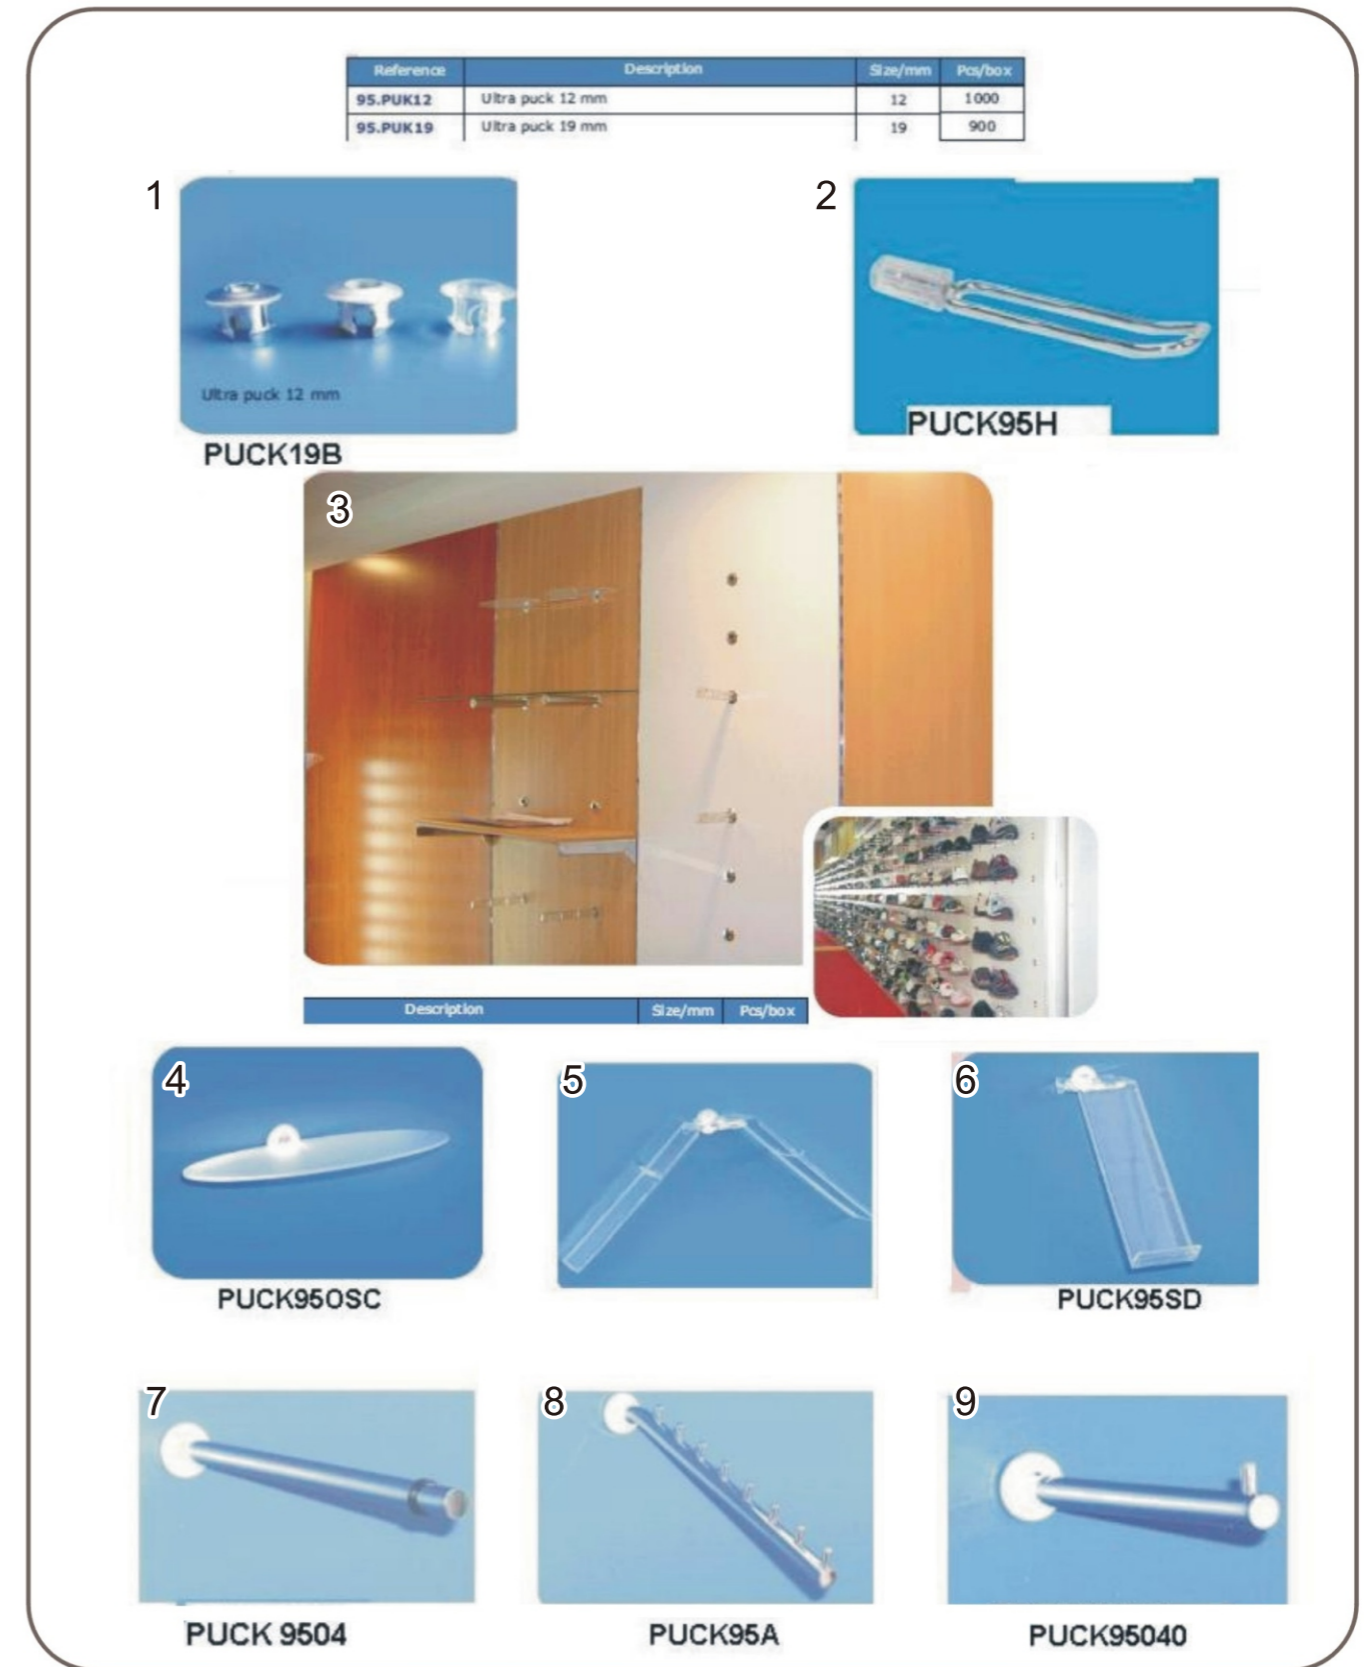 Reference Description Size/mm Pcs/box
95.PUK12 Ultra puck 12 mm 12 1000
95.PUK19 Ultra puck 19 mm 19 900
1
2
Ultra puck 12 mm
PUCK19B
PUCK95H
3
Description Size/mm Pcs/box
4
5
6
PUCK95OSC
PUCK95SD
7
8
9
PUCK 9504
PUCK95A
PUCK95040